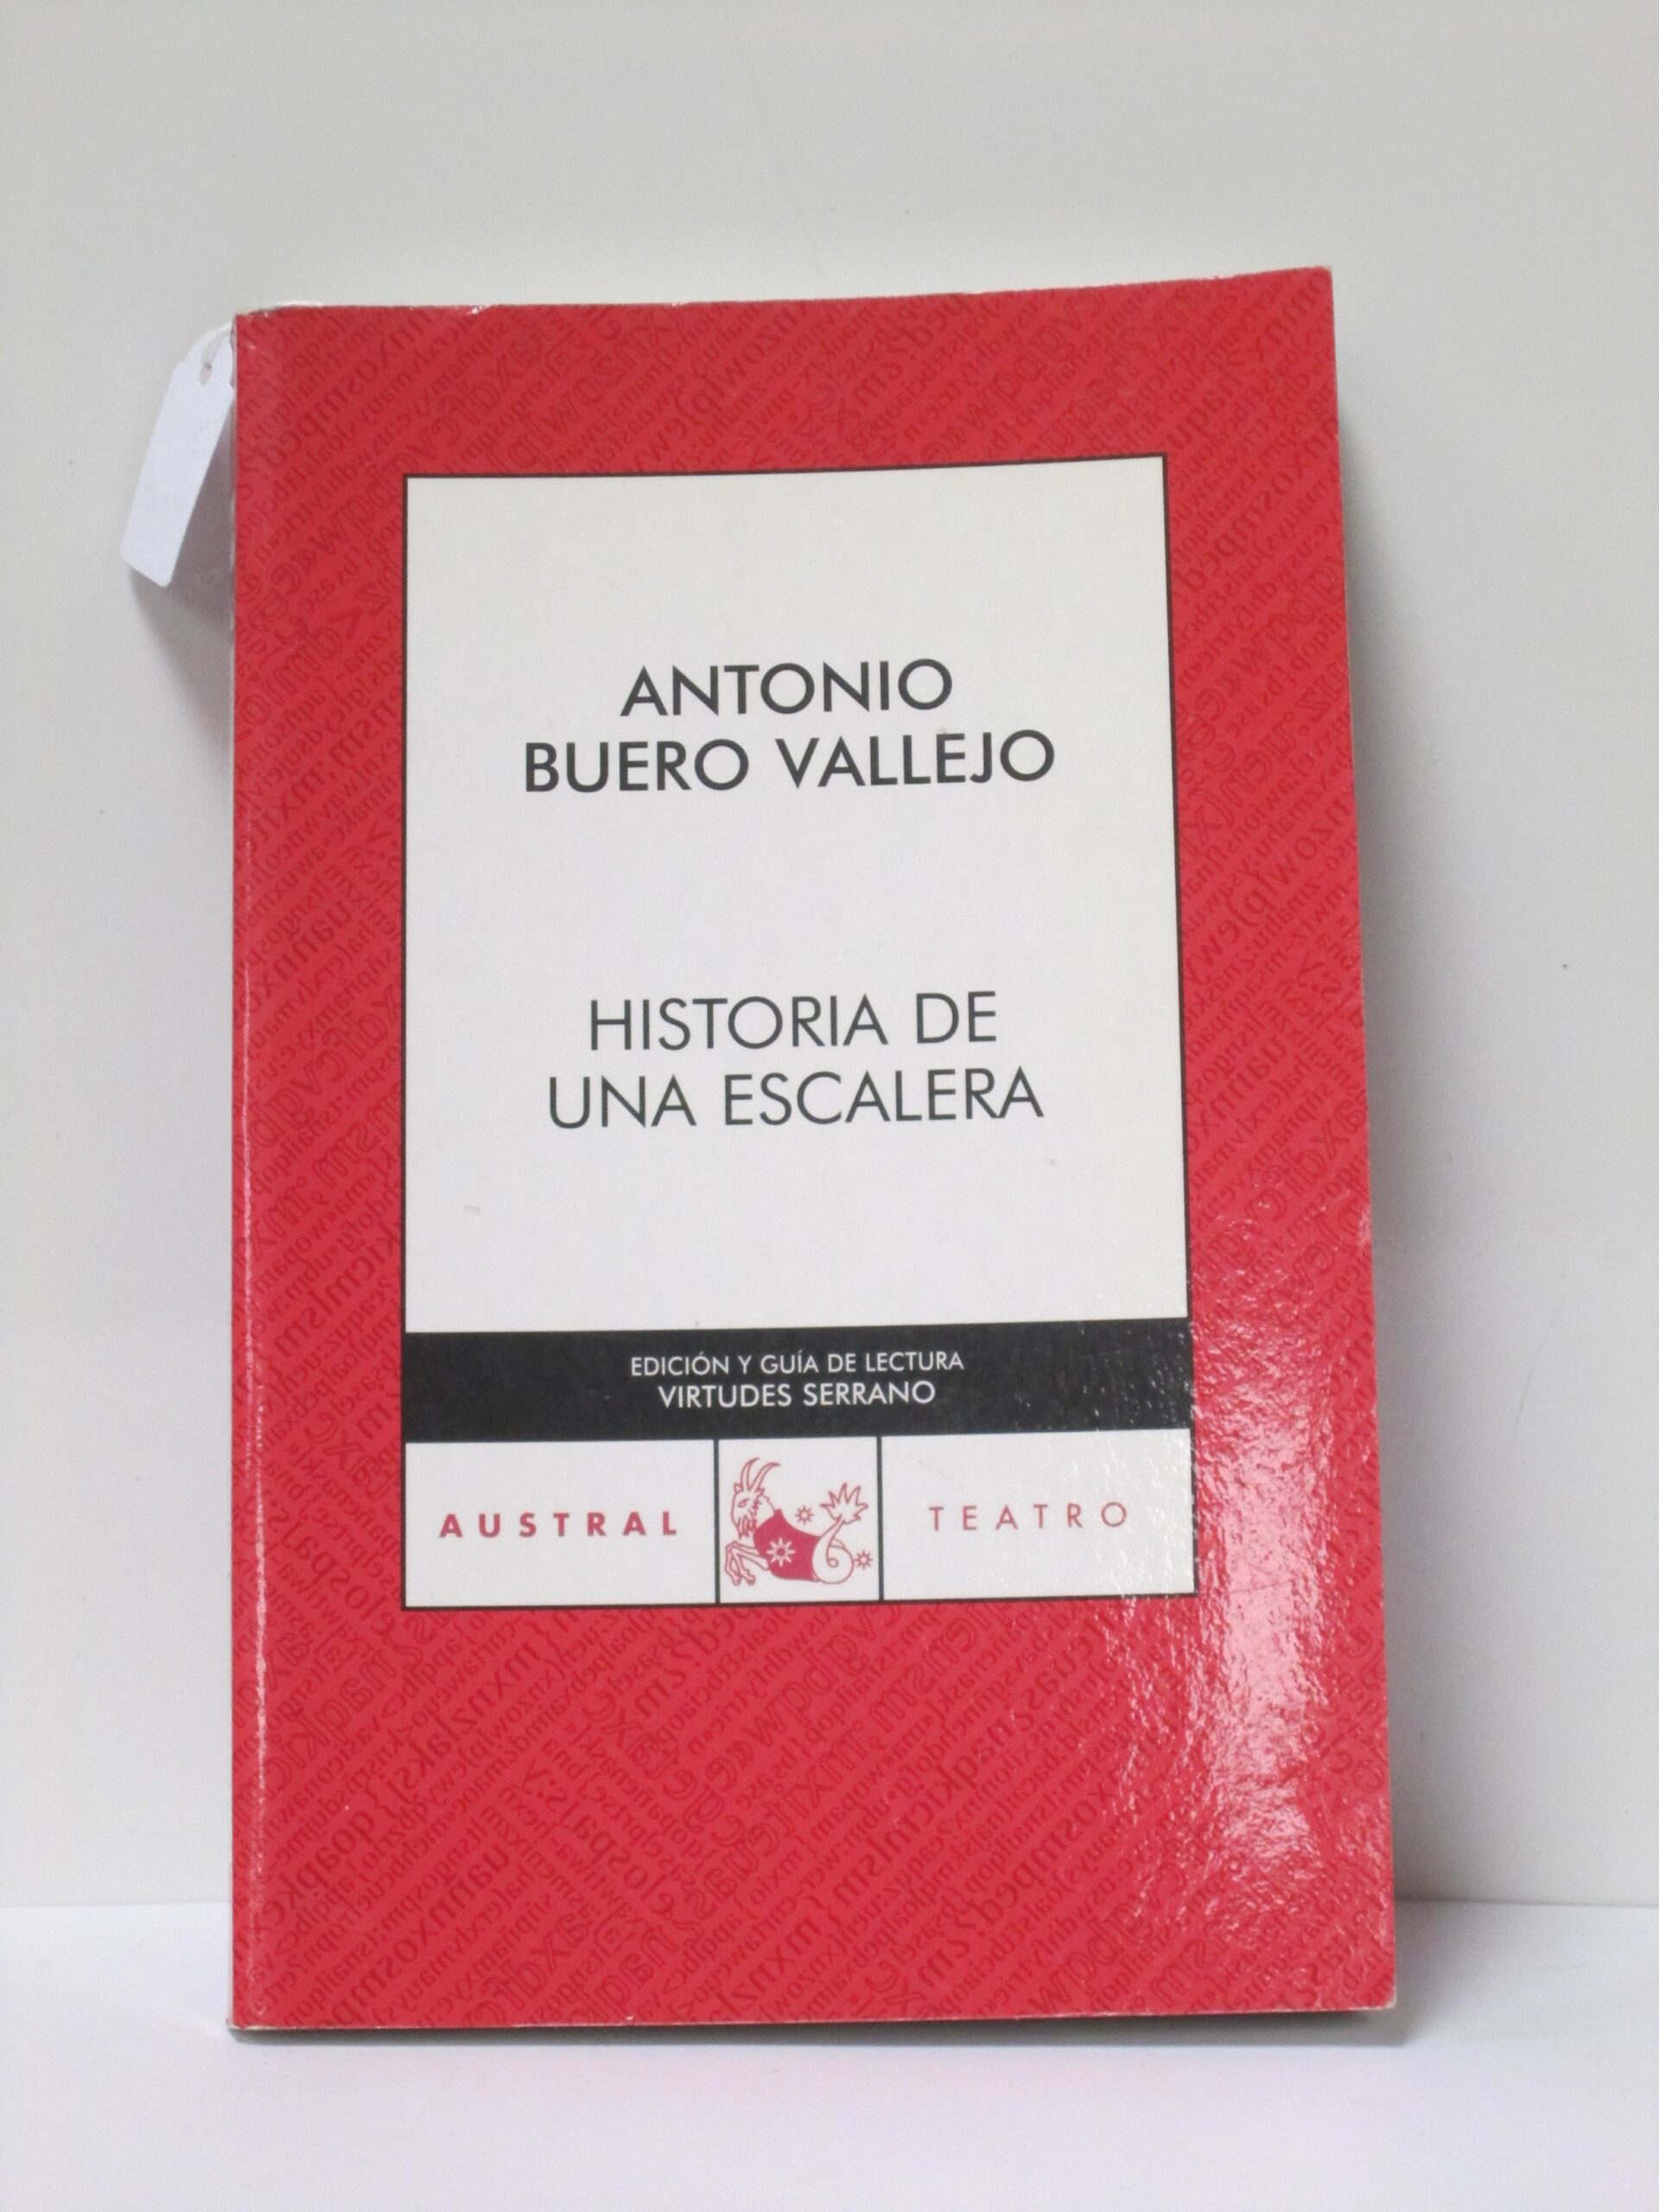 ANTONIO
BUERO VALLEJO
HISTORIA DE
UNA ESCALERA
EDICIÓN Y GUÍA DE LECTURA
VIRTUDES SERRANO
AUSTRAL
TEATRO